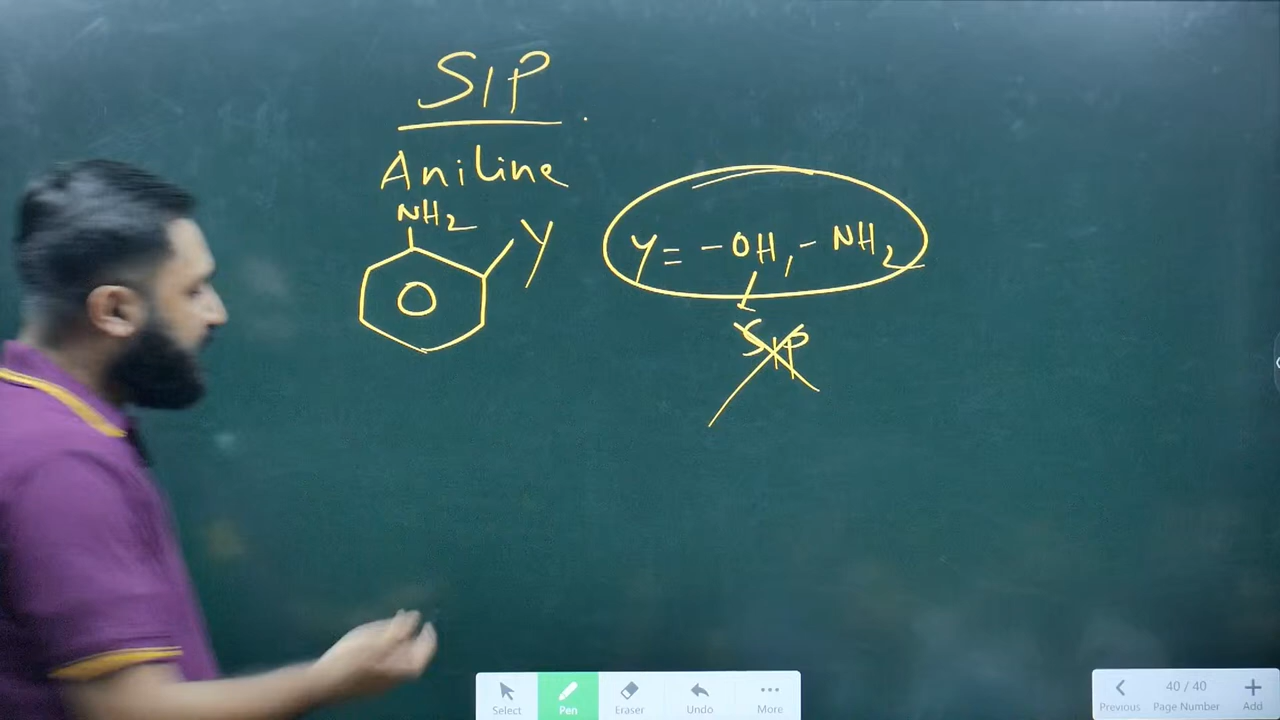 SIP
Aniline
NH2
Y
Y = -OH, -NH2
SIP
Select
Pen
Eraser
Undo
More
Previous
40 / 40
Page Number
Add